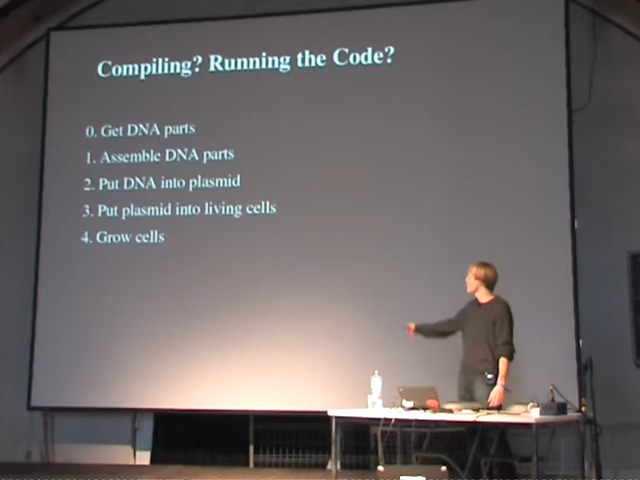 Compiling? Running the Code?
0. Get DNA parts
1. Assemble DNA parts
2. Put DNA into plasmid
3. Put plasmid into living cells
4. Grow cells